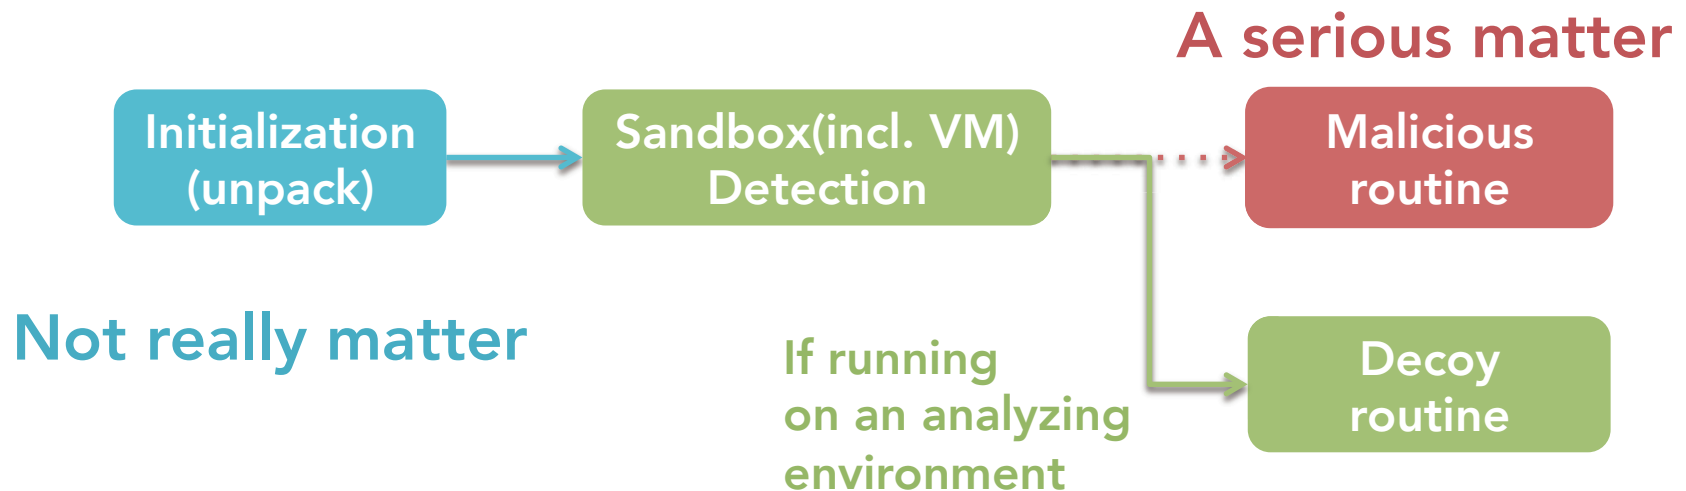 A serious matter
Initialization
(unpack)
Sandbox(incl. VM)
Detection
Malicious
routine
Not really matter
If running
on an analyzing
environment
Decoy
routine